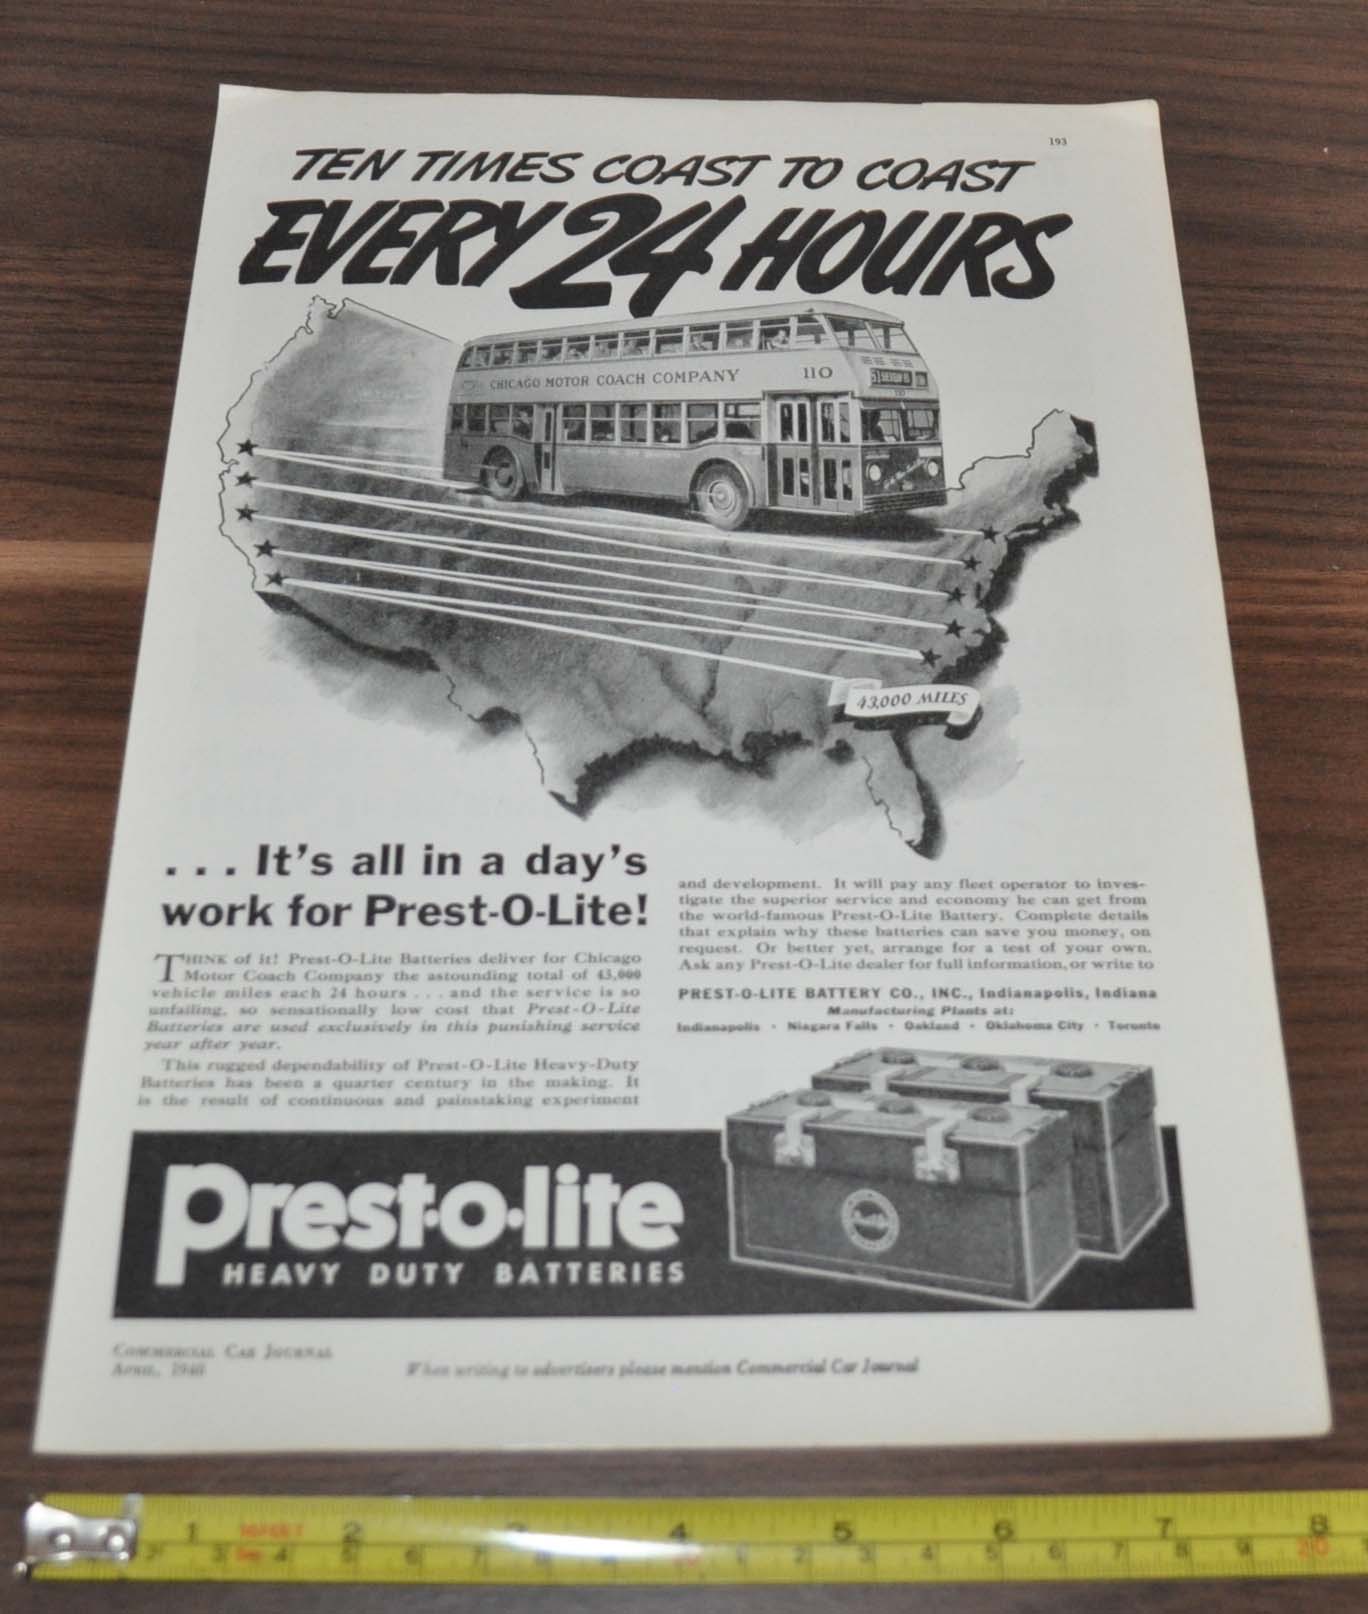 193
TEN TIMES COAST TO COAST
EVERY 24 HOURS
CHICAGO MOTOR COACH COMPANY 110
43,000 MILES
. . . It's all in a day's
work for Prest-O-Lite!
THINK of it! Prest-O-Lite Batteries deliver for Chicago
Motor Coach Company the astounding total of 43,000
vehicle miles each 24 hours . . . and the service is so
unfailing, so sensationally low cost that Prest-O-Lite
Batteries are used exclusively in this punishing service
year after year.
This rugged dependability of Prest-O-Lite Heavy-Duty
Batteries has been a quarter century in the making. It
is the result of continuous and painstaking experiment
and development. It will pay any fleet operator to inves-
tigate the superior service and economy he can get from
the world-famous Prest-O-Lite Battery. Complete details
that explain why these batteries can save you money, on
request. Or better yet, arrange for a test of your own.
Ask any Prest-O-Lite dealer for full information, or write to
PREST-O-LITE BATTERY CO., INC., Indianapolis, Indiana
Manufacturing Plants at:
Indianapolis • Niagara Falls • Oakland • Oklahoma City • Toronto
Prest-o-lite
HEAVY DUTY BATTERIES
COMMERCIAL CAR JOURNAL
APRIL, 1940
When writing to advertisers please mention Commercial Car Journal
1 2 3 4 5 6 7 8